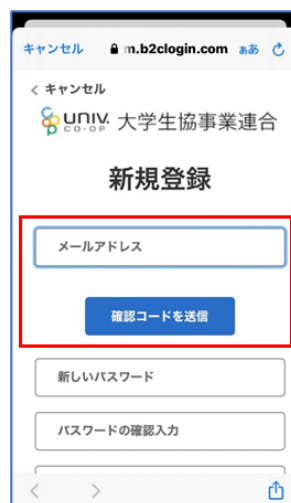 キャンセル m.b2clogin.com ぁあ
キャンセル
UNIV. CO-OP 大学生協事業連合
新規登録
メールアドレス
確認コードを送信
新しいパスワード
パスワードの確認入力